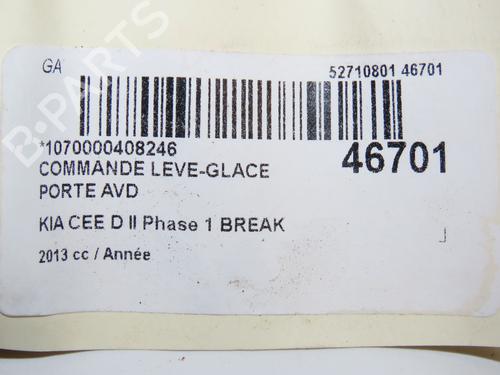 GA
52710801 46701
*1070000408246
46701
COMMANDE LEVE-GLACE
PORTE AVD
KIA CEE D II Phase 1 BREAK
2013 cc / Année
B-PARTS